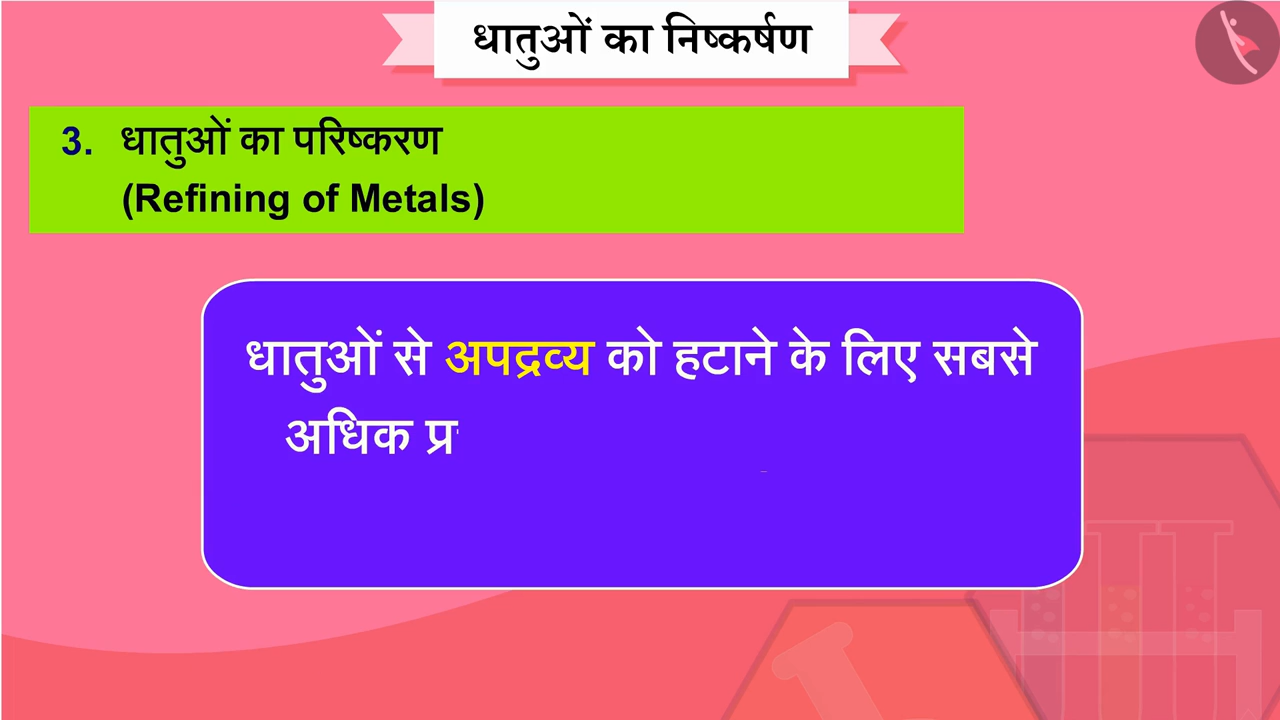 धातुओं का निष्कर्षण
3. धातुओं का परिष्करण
(Refining of Metals)
धातुओं से अपद्रव्य को हटाने के लिए सबसे
अधिक